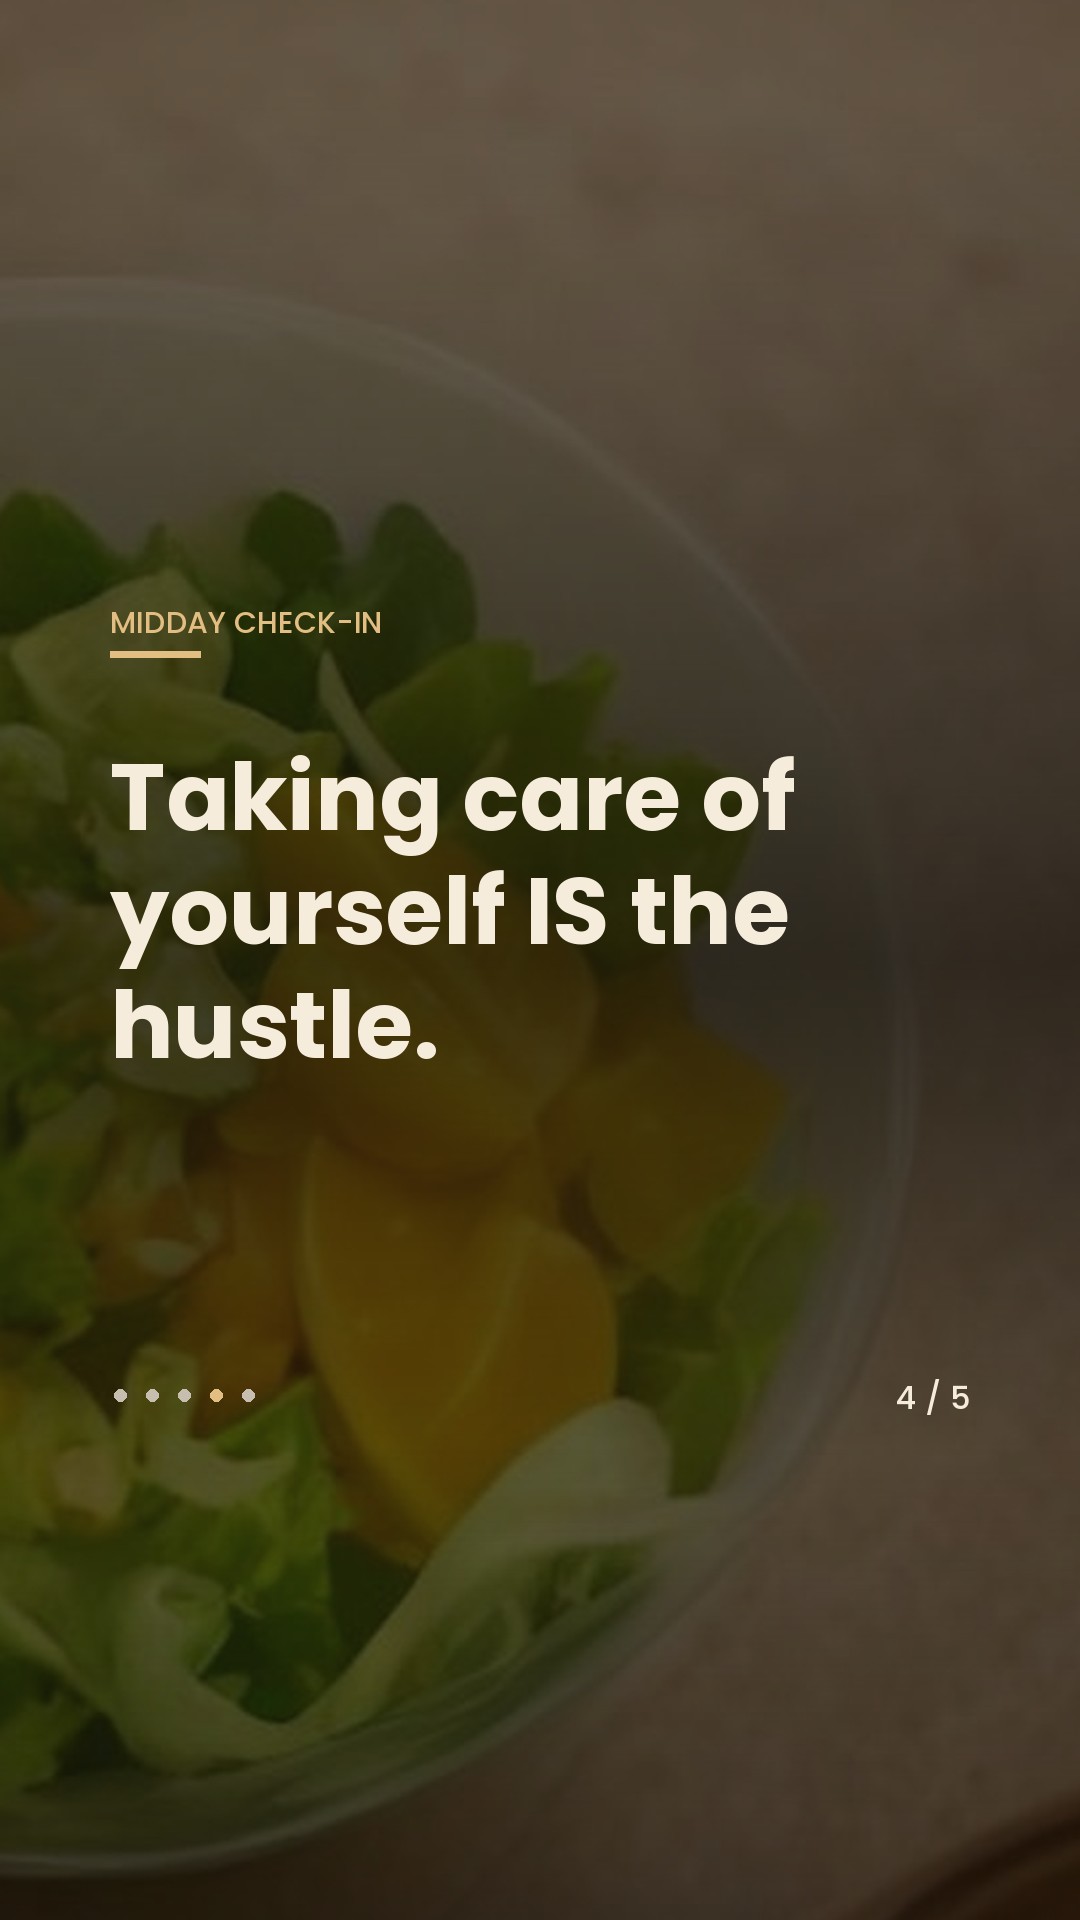 MIDDAY CHECK-IN
Taking care of
yourself IS the
hustle.
4 / 5